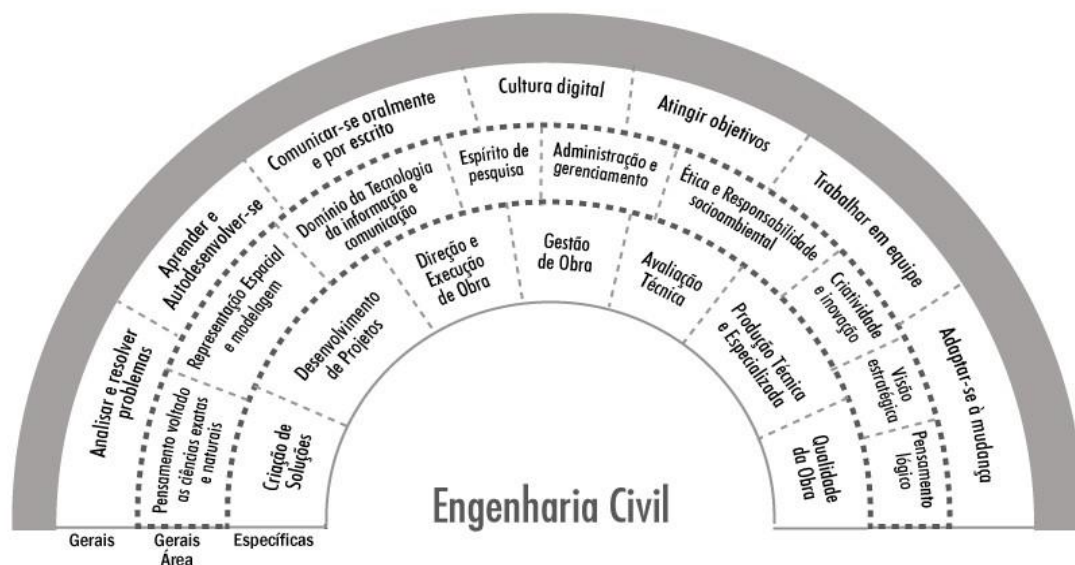 Analisar e resolver
problemas
Aprender e
Autodesenvolver-se
Comunicar-se oralmente
e por escrito
Cultura digital
Atingir objetivos
Trabalhar em equipe
Adaptar-se à mudança
Pensamento voltado
as ciências exatas
e naturais
Representação Espacial
e modelagem
Domínio da Tecnologia
da informação e
comunicação
Espírito de
pesquisa
Administração e
gerenciamento
Ética e Responsabilidade
socioambiental
Criatividade
e inovação
Visão
estratégica
Pensamento
lógico
Criação de
Soluções
Desenvolvimento
de Projetos
Direção e
Execução
de Obra
Gestão
de Obra
Avaliação
Técnica
Produção Técnica
e Especializada
Qualidade
da Obra
Engenharia Civil
Gerais
Gerais
Área
Específicas